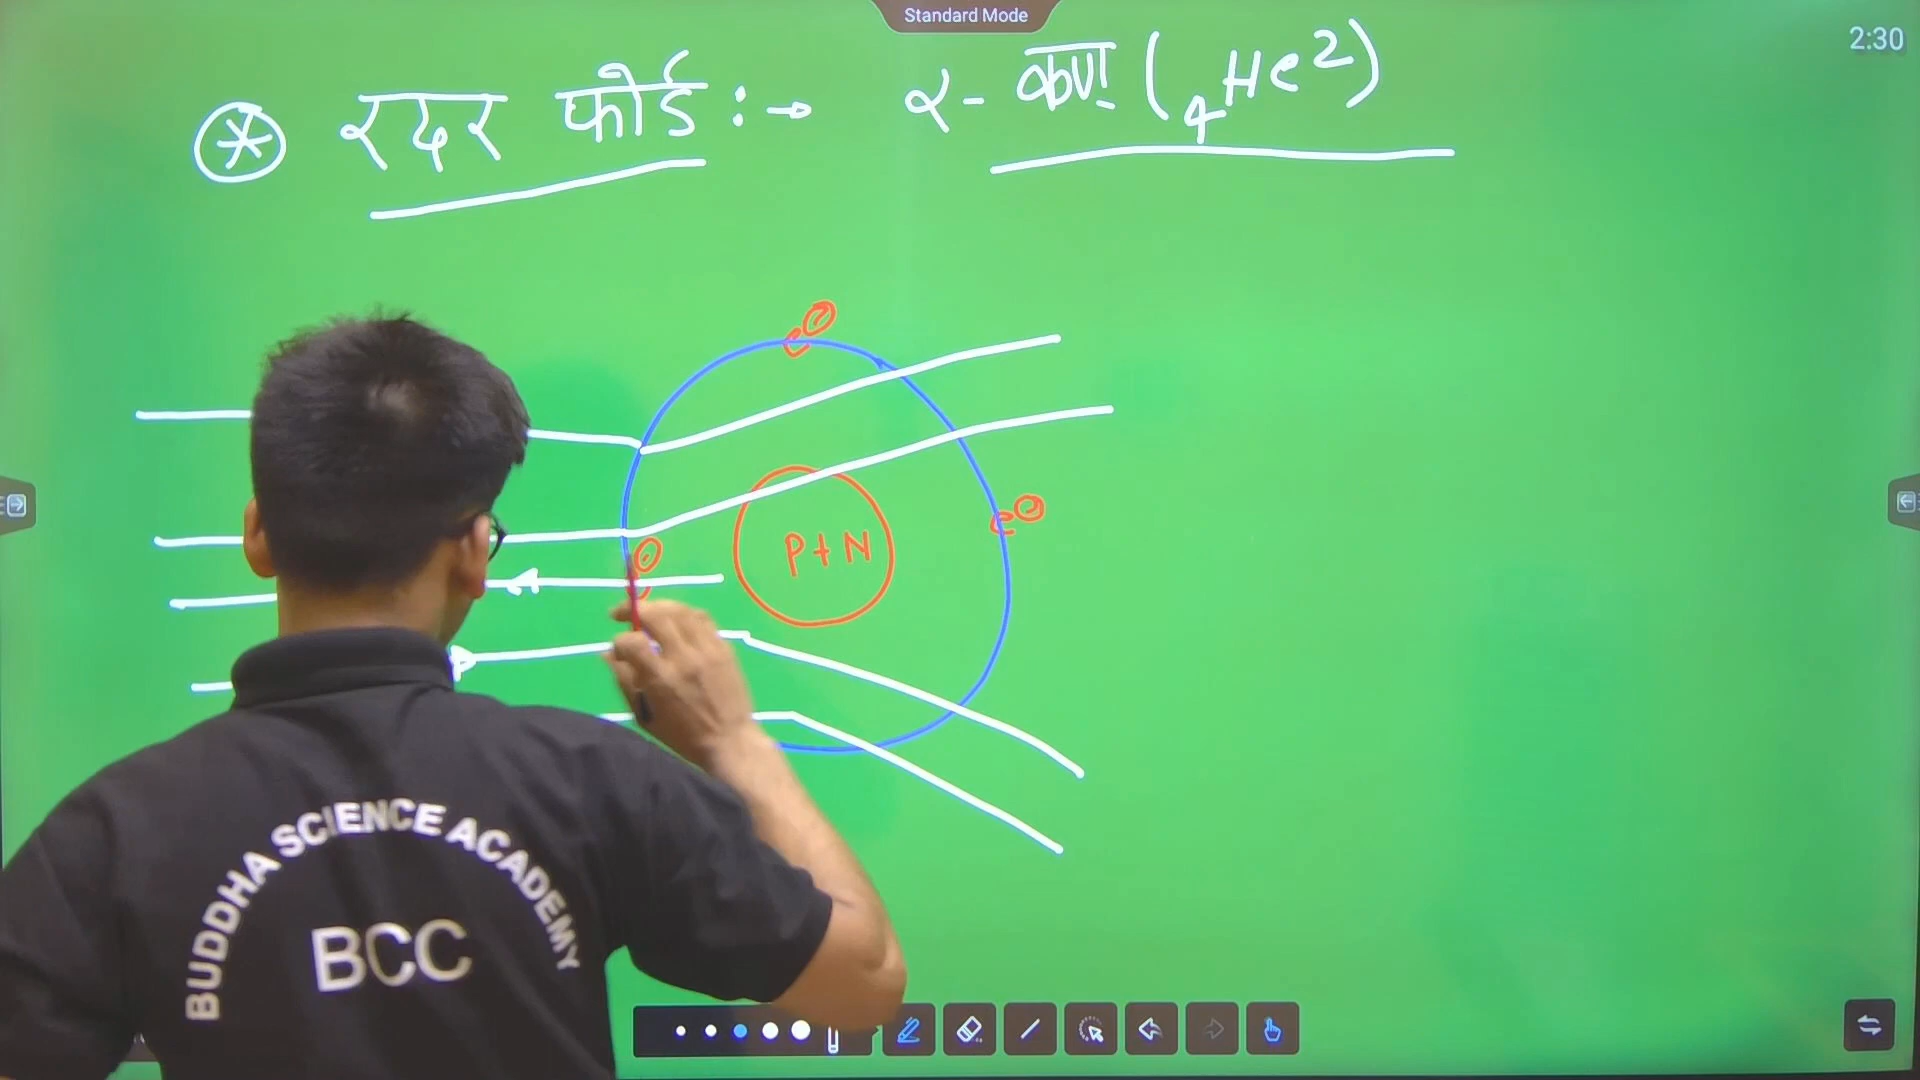 Standard Mode
2:30
* रदर फोर्ड :→ α- कण (₄He²)
e⊖
e⊖
P+N
BUDDHA SCIENCE ACADEMY
BCC